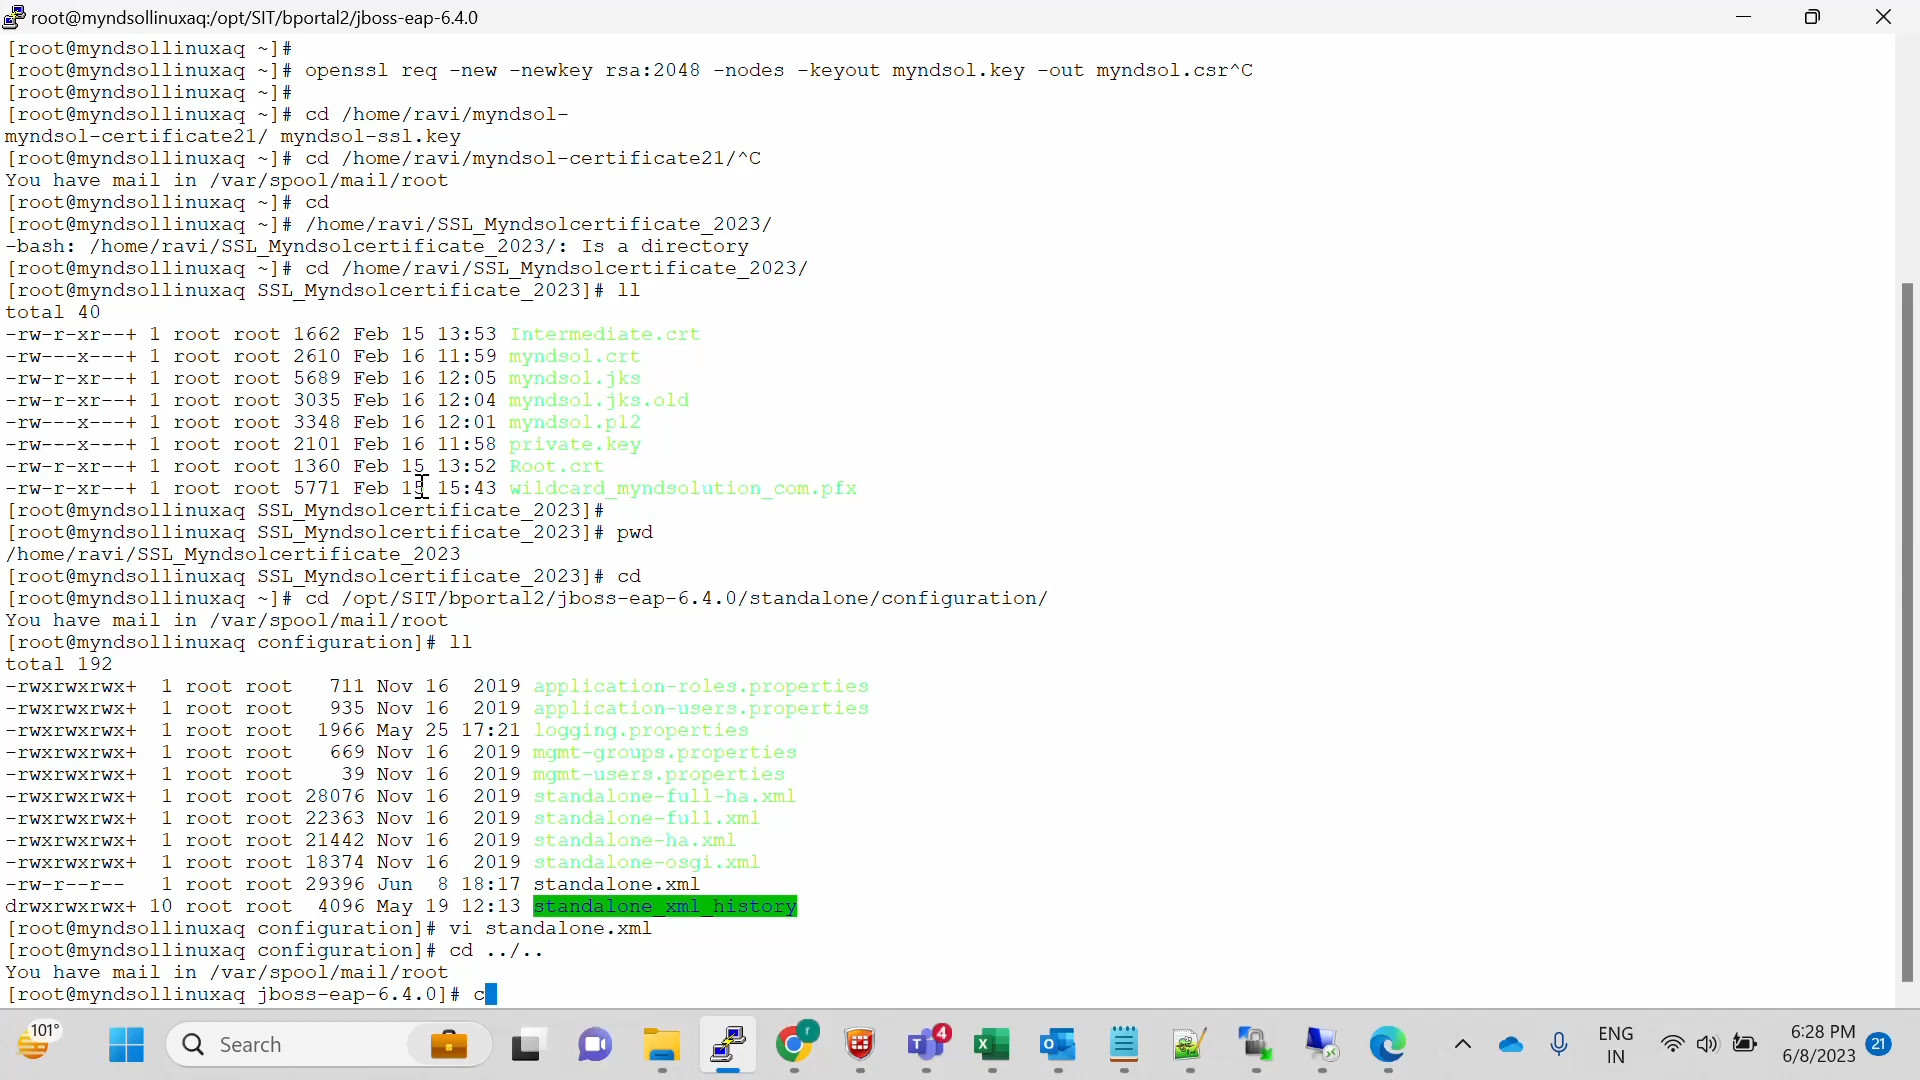 root@myndsollinuxaq:/opt/SIT/bportal2/jboss-eap-6.4.0
[root@myndsollinuxaq ~]#
[root@myndsollinuxaq ~]# openssl req -new -newkey rsa:2048 -nodes -keyout myndsol.key -out myndsol.csr^C
[root@myndsollinuxaq ~]#
[root@myndsollinuxaq ~]# cd /home/ravi/myndsol-
myndsol-certificate21/ myndsol-ssl.key
[root@myndsollinuxaq ~]# cd /home/ravi/myndsol-certificate21/^C
You have mail in /var/spool/mail/root
[root@myndsollinuxaq ~]# cd
[root@myndsollinuxaq ~]# /home/ravi/SSL_Myndsolcertificate_2023/
-bash: /home/ravi/SSL_Myndsolcertificate_2023/: Is a directory
[root@myndsollinuxaq ~]# cd /home/ravi/SSL_Myndsolcertificate_2023/
[root@myndsollinuxaq SSL_Myndsolcertificate_2023]# ll
total 40
-rw-r-xr--+ 1 root root 1662 Feb 15 13:53 Intermediate.crt
-rw---x---+ 1 root root 2610 Feb 16 11:59 myndsol.crt
-rw-r-xr--+ 1 root root 5689 Feb 16 12:05 myndsol.jks
-rw-r-xr--+ 1 root root 3035 Feb 16 12:04 myndsol.jks.old
-rw---x---+ 1 root root 3348 Feb 16 12:01 myndsol.p12
-rw---x---+ 1 root root 2101 Feb 16 11:58 private.key
-rw-r-xr--+ 1 root root 1360 Feb 15 13:52 Root.crt
-rw-r-xr--+ 1 root root 5771 Feb 15 15:43 wildcard_myndsolution_com.pfx
[root@myndsollinuxaq SSL_Myndsolcertificate_2023]#
[root@myndsollinuxaq SSL_Myndsolcertificate_2023]# pwd
/home/ravi/SSL_Myndsolcertificate_2023
[root@myndsollinuxaq SSL_Myndsolcertificate_2023]# cd
[root@myndsollinuxaq ~]# cd /opt/SIT/bportal2/jboss-eap-6.4.0/standalone/configuration/
You have mail in /var/spool/mail/root
[root@myndsollinuxaq configuration]# ll
total 192
-rwxrwxrwx+  1 root root   711 Nov 16  2019 application-roles.properties
-rwxrwxrwx+  1 root root   935 Nov 16  2019 application-users.properties
-rwxrwxrwx+  1 root root  1966 May 25 17:21 logging.properties
-rwxrwxrwx+  1 root root   669 Nov 16  2019 mgmt-groups.properties
-rwxrwxrwx+  1 root root    39 Nov 16  2019 mgmt-users.properties
-rwxrwxrwx+  1 root root 28076 Nov 16  2019 standalone-full-ha.xml
-rwxrwxrwx+  1 root root 22363 Nov 16  2019 standalone-full.xml
-rwxrwxrwx+  1 root root 21442 Nov 16  2019 standalone-ha.xml
-rwxrwxrwx+  1 root root 18374 Nov 16  2019 standalone-osgi.xml
-rw-r--r--   1 root root 29396 Jun  8 18:17 standalone.xml
drwxrwxrwx+ 10 root root  4096 May 19 12:13 standalone_xml_history
[root@myndsollinuxaq configuration]# vi standalone.xml
[root@myndsollinuxaq configuration]# cd ../..
You have mail in /var/spool/mail/root
[root@myndsollinuxaq jboss-eap-6.4.0]# c
101°
Search
4
ENG
IN
6:28 PM
6/8/2023
21